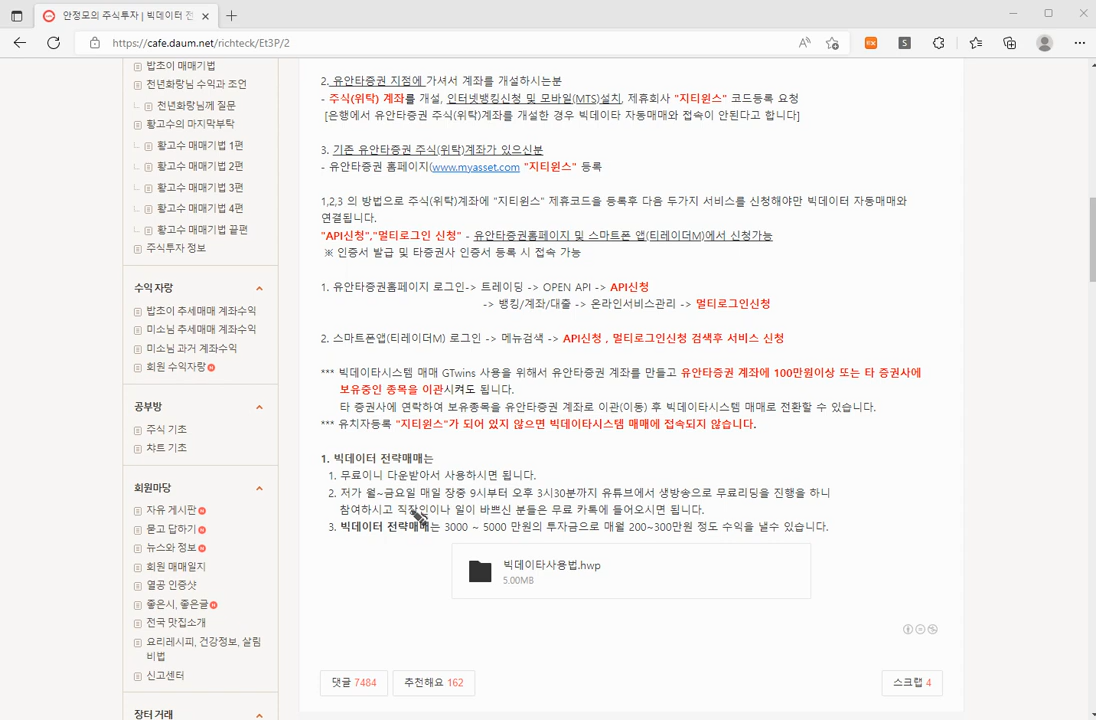 안정모의 주식투자 | 빅데이터 전
https://cafe.daum.net/richteck/Et3P/2
밥초이 매매기법
전년화랑님 수익과 조언
전년화랑님께 질문
황고수의 마지막부탁
황고수 매매기법 1편
황고수 매매기법 2편
황고수 매매기법 3편
황고수 매매기법 4편
황고수 매매기법 끝편
주식투자 정보
수익 자랑
밥초이 추세매매 계좌수익
미소님 추세매매 계좌수익
미소님 과거 계좌수익
회원 수익자랑 N
공부방
주식 기초
챠트 기초
회원마당
자유 게시판 N
묻고 답하기 N
뉴스와 정보 N
회원 매매일지
열공 인증샷
좋은시, 좋은글 N
전국 맛집소개
요리레시피, 건강정보, 살림
비법
신고센터
장터 거래
2. 유안타증권 지점에 가셔서 계좌를 개설하시는분
- 주식(위탁) 계좌를 개설, 인터넷뱅킹신청 및 모바일(MTS)설치, 제휴회사 "지티윈스" 코드등록 요청
[은행에서 유안타증권 주식(위탁)계좌를 개설한 경우 빅데이타 자동매매와 접속이 안된다고 합니다]
3. 기존 유안타증권 주식(위탁)계좌가 있으신분
- 유안타증권 홈페이지(www.myasset.com "지티윈스" 등록
1,2,3 의 방법으로 주식(위탁)계좌에 "지티윈스" 제휴코드을 등록후 다음 두가지 서비스를 신청해야만 빅데이터 자동매매와
연결됩니다.
"API신청","멀티로그인 신청" - 유안타증권홈페이지 및 스마트폰 앱(티레이더M)에서 신청가능
※ 인증서 발급 및 타증권사 인증서 등록 시 접속 가능
1. 유안타증권홈페이지 로그인-> 트레이딩 -> OPEN API -> API신청
-> 뱅킹/계좌/대출 -> 온라인서비스관리 -> 멀티로그인신청
2. 스마트폰앱(티레이더M) 로그인 -> 메뉴검색 -> API신청 , 멀티로그인신청 검색후 서비스 신청
*** 빅데이타시스템 매매 GTwins 사용을 위해서 유안타증권 계좌를 만들고 유안타증권 계좌에 100만원이상 또는 타 증권사에
보유중인 종목을 이관시켜도 됩니다.
타 증권사에 연락하여 보유종목을 유안타증권 계좌로 이관(이동) 후 빅데이타시스템 매매로 전환할 수 있습니다.
*** 유치자등록 "지티윈스"가 되어 있지 않으면 빅데이타시스템 매매에 접속되지 않습니다.
1. 빅데이터 전략매매는
1. 무료이니 다운받아서 사용하시면 됩니다.
2. 저가 월~금요일 매일 장중 9시부터 오후 3시30분까지 유튜브에서 생방송으로 무료리딩을 진행을 하니
참여하시고 직장인이나 일이 바쁘신 분들은 무료 카톡에 들어오시면 됩니다.
3. 빅데이터 전략매매는 3000 ~ 5000 만원의 투자금으로 매월 200~300만원 정도 수익을 낼수 있습니다.
빅데이타사용법.hwp
5.00MB
댓글 7484
추천해요 162
스크랩 4